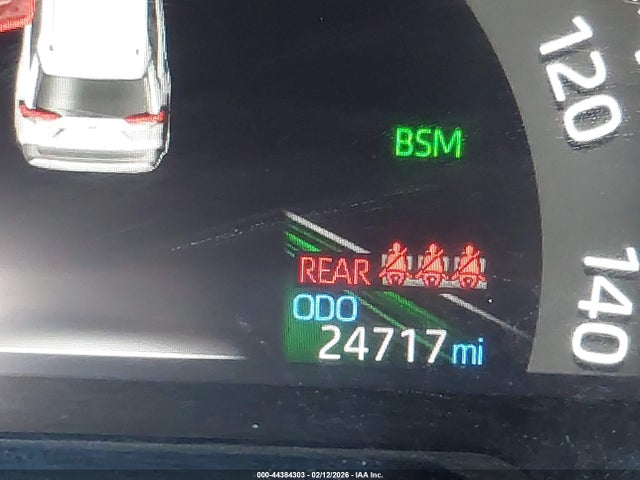 120
BSM
REAR
ODO
24717 mi
140
000-44384303 - 02/12/2026 - IAA Inc.